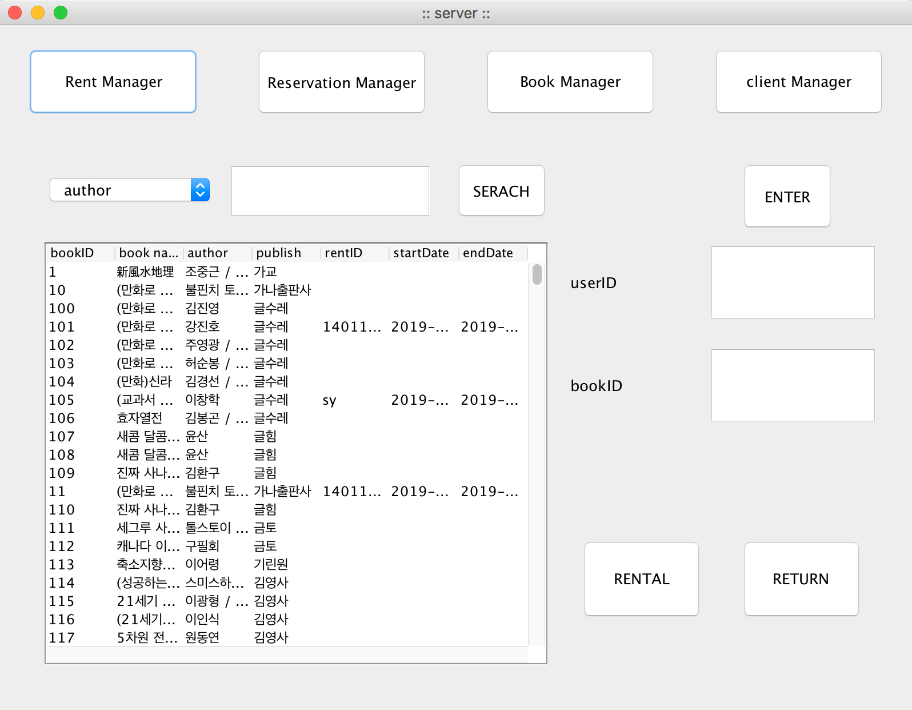 :: server ::
Rent Manager Reservation Manager Book Manager client Manager
author SERACH ENTER
bookID book na... author publish rentID startDate endDate
1 新風水地理 조중근 / ... 가교
10 (만화로 ... 불핀치 토... 가나출판사
100 (만화로 ... 김진영 글수레
101 (만화로 ... 강진호 글수레 14011... 2019-... 2019-...
102 (만화로 ... 주영광 / ... 글수레
103 (만화로 ... 허순봉 / ... 글수레
104 (만화)신라 김경선 / ... 글수레
105 (교과서 ... 이창학 글수레 sy 2019-... 2019-...
106 효자열전 김봉곤 / ... 글수레
107 새콤 달콤... 윤산 글힘
108 새콤 달콤... 윤산 글힘
109 진짜 사나... 김환구 글힘
11 (만화로 ... 불핀치 토... 가나출판사 14011... 2019-... 2019-...
110 진짜 사나... 김환구 글힘
111 세그루 사... 톨스토이 ... 금토
112 캐나다 이... 구필회 금토
113 축소지향... 이어령 기린원
114 (성공하는... 스미스하... 김영사
115 21세기 ... 이광형 / ... 김영사
116 (21세기... 이인식 김영사
117 5차원 전... 원동연 김영사
userID
bookID
RENTAL RETURN